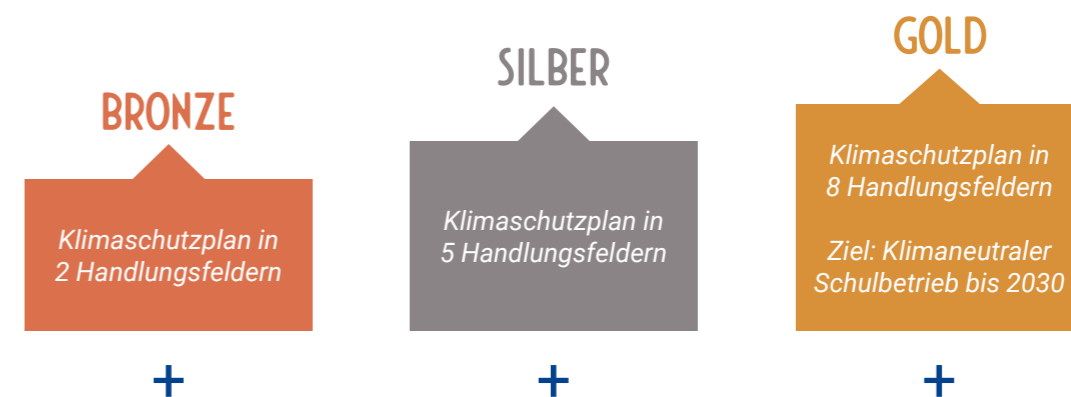 BRONZE
Klimaschutzplan in
2 Handlungsfeldern
+
SILBER
Klimaschutzplan in
5 Handlungsfeldern
+
GOLD
Klimaschutzplan in
8 Handlungsfeldern
Ziel: Klimaneutraler
Schulbetrieb bis 2030
+